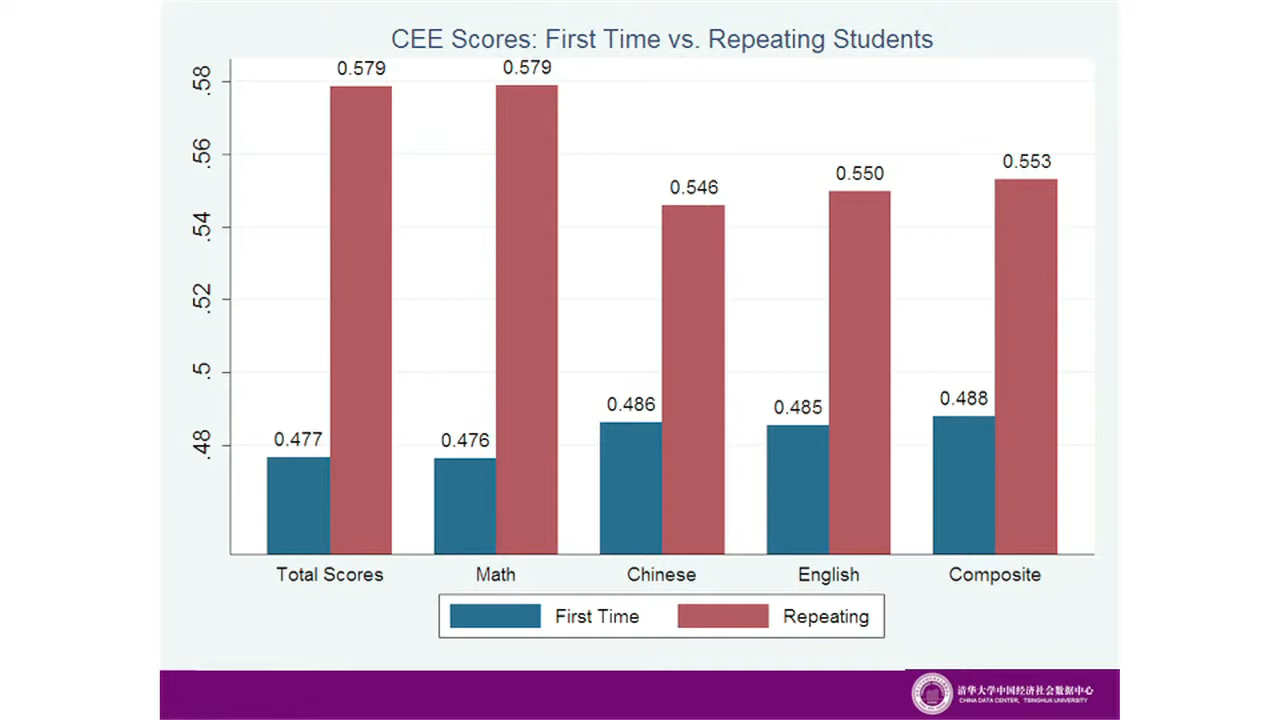 CEE Scores: First Time vs. Repeating Students
.58
.56
.54
.52
.5
.48
0.477
0.579
0.476
0.579
0.486
0.546
0.485
0.550
0.488
0.553
Total Scores
Math
Chinese
English
Composite
First Time
Repeating
清华大学中国经济社会数据中心
CHINA DATA CENTER, TSINGHUA UNIVERSITY